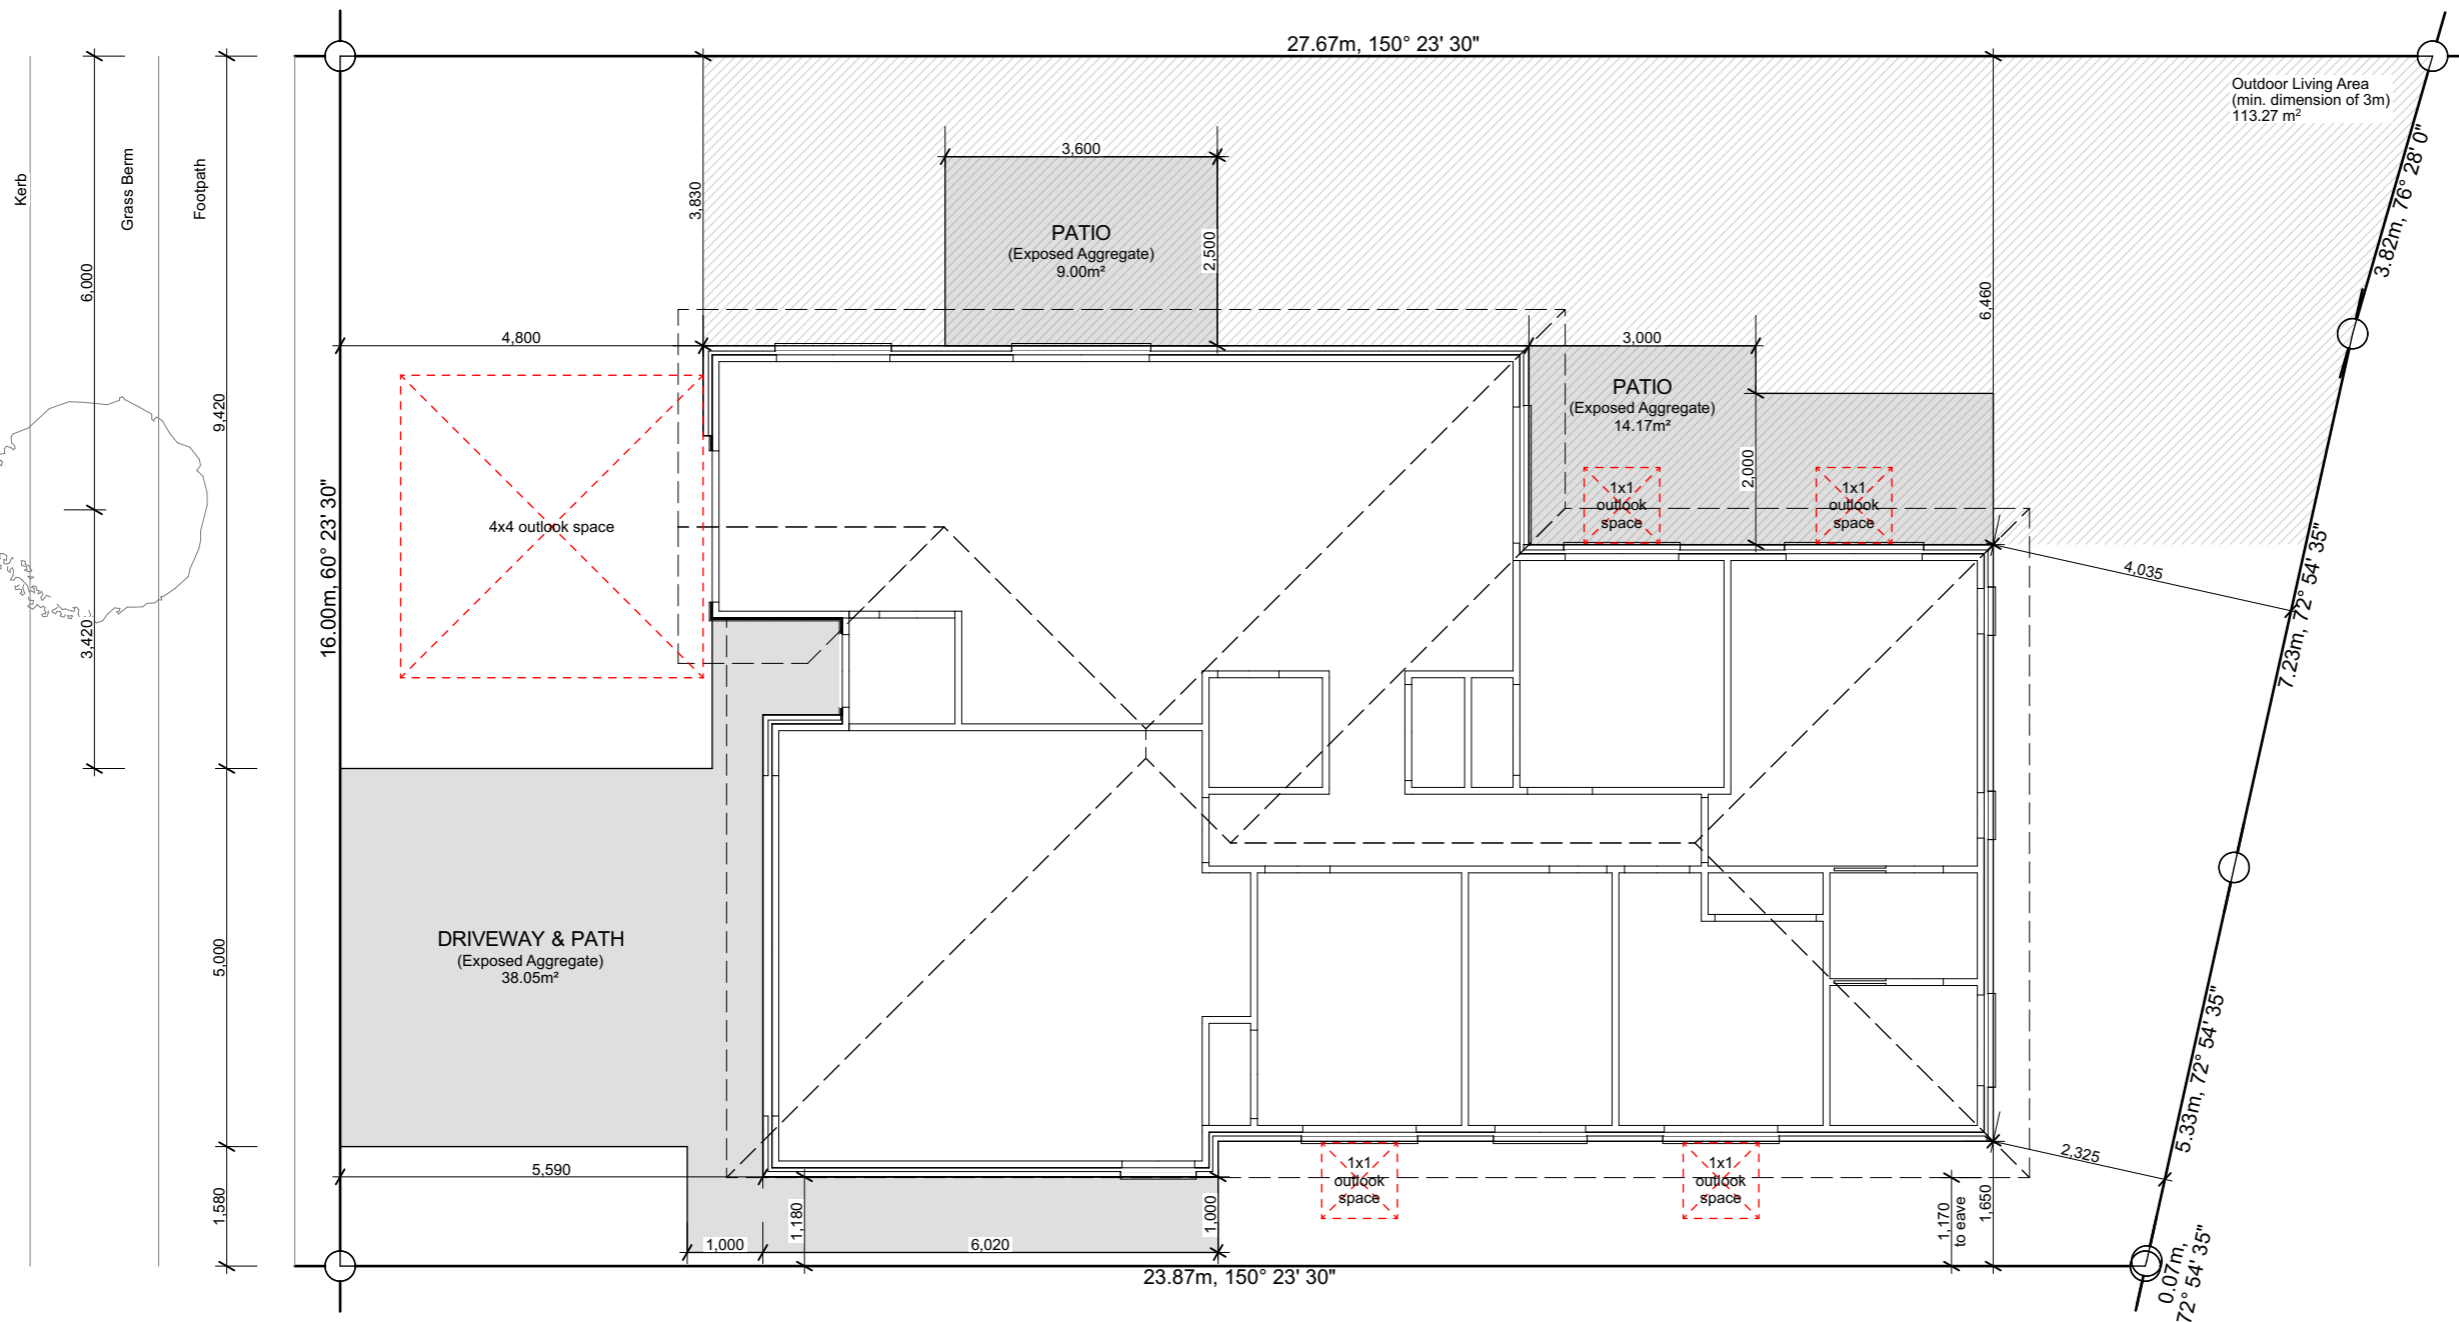 27.67m, 150° 23' 30"
Outdoor Living Area
(min. dimension of 3m)
113.27 m²
Kerb
Grass Berm
Footpath
6,000
3,830
3,600
PATIO
(Exposed Aggregate)
9.00m²
2,500
6,460
3.82m, 76° 28' 0"
4,800
3,000
PATIO
(Exposed Aggregate)
14.17m²
2,000
9,420
16.00m, 60° 23' 30"
4x4 outlook space
1x1
outlook
space
1x1
outlook
space
4,035
7.23m, 72° 54' 35"
3,420
DRIVEWAY & PATH
(Exposed Aggregate)
38.05m²
5,000
5.33m, 72° 54' 35"
2,325
5,590
1,580
1,180
1,000
1x1
outlook
space
1x1
outlook
space
1,170
to eave
1,650
1,000
6,020
23.87m, 150° 23' 30"
0.07m,
72° 54' 35"